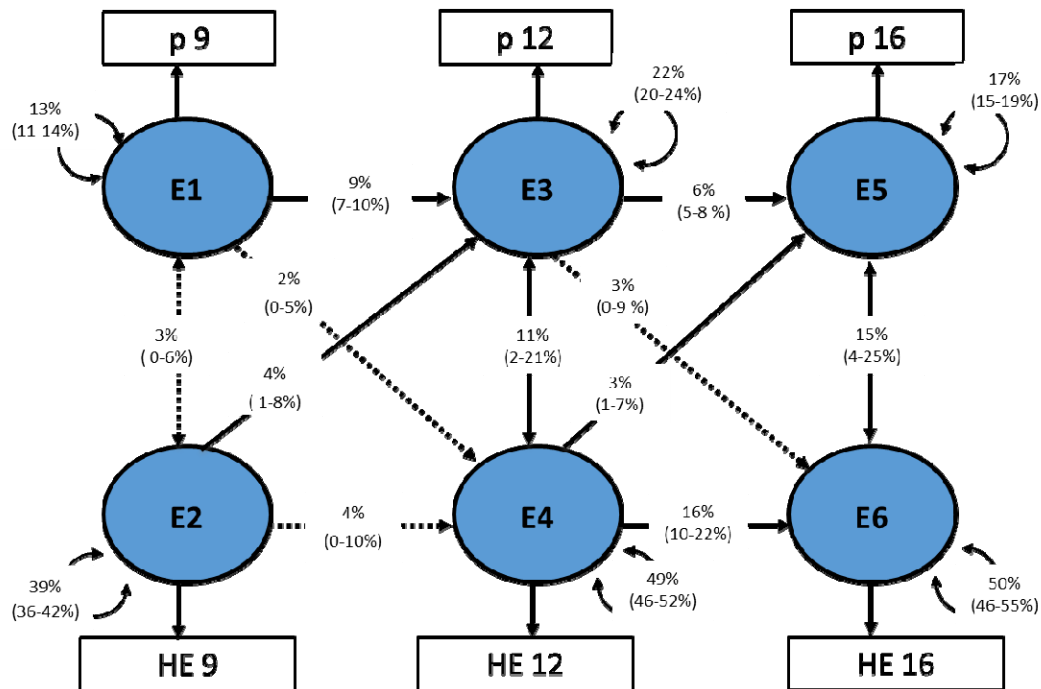 p 9
p 12
p 16
13%
(11 14%)
22%
(20-24%)
17%
(15-19%)
E1
9%
(7-10%)
E3
6%
(5-8 %)
E5
2%
(0-5%)
3%
(0-9 %)
3%
( 0-6%)
11%
(2-21%)
15%
(4-25%)
4%
( 1-8%)
3%
(1-7%)
E2
4%
(0-10%)
E4
16%
(10-22%)
E6
39%
(36-42%)
49%
(46-52%)
50%
(46-55%)
HE 9
HE 12
HE 16